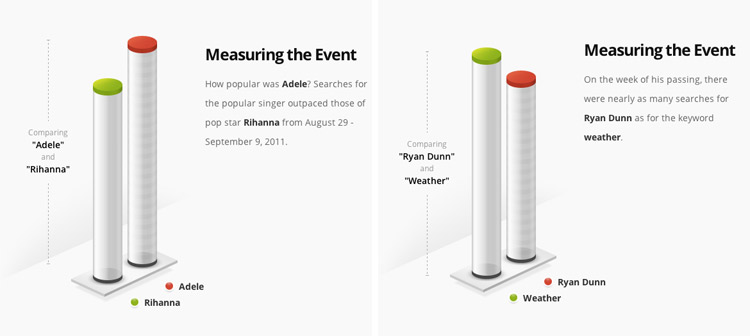 Measuring the Event
How popular was Adele? Searches for
the popular singer outpaced those of
pop star Rihanna from August 29 -
September 9, 2011.
Comparing
"Adele"
and
"Rihanna"
Adele
Rihanna
Measuring the Event
On the week of his passing, there
were nearly as many searches for
Ryan Dunn as for the keyword
weather.
Comparing
"Ryan Dunn"
and
"Weather"
Ryan Dunn
Weather